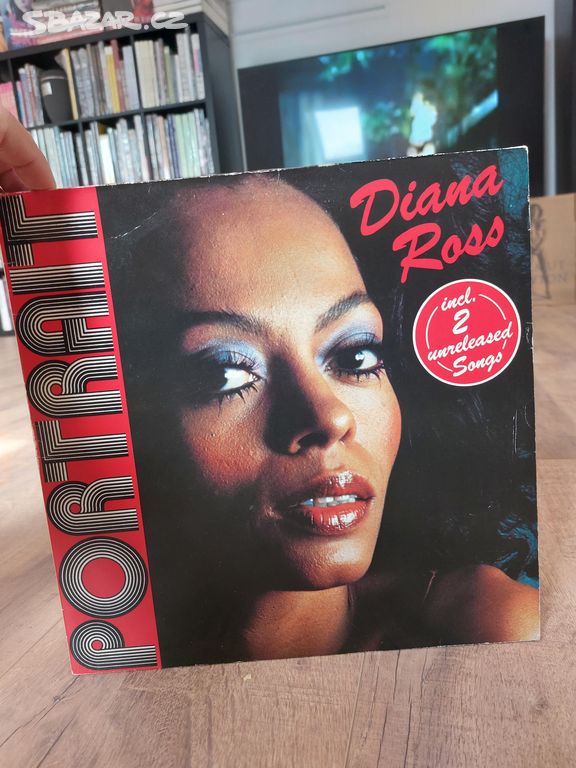 SBAZAR.CZ
PORTRAIT
Diana
Ross
incl.
2
unreleased
Songs